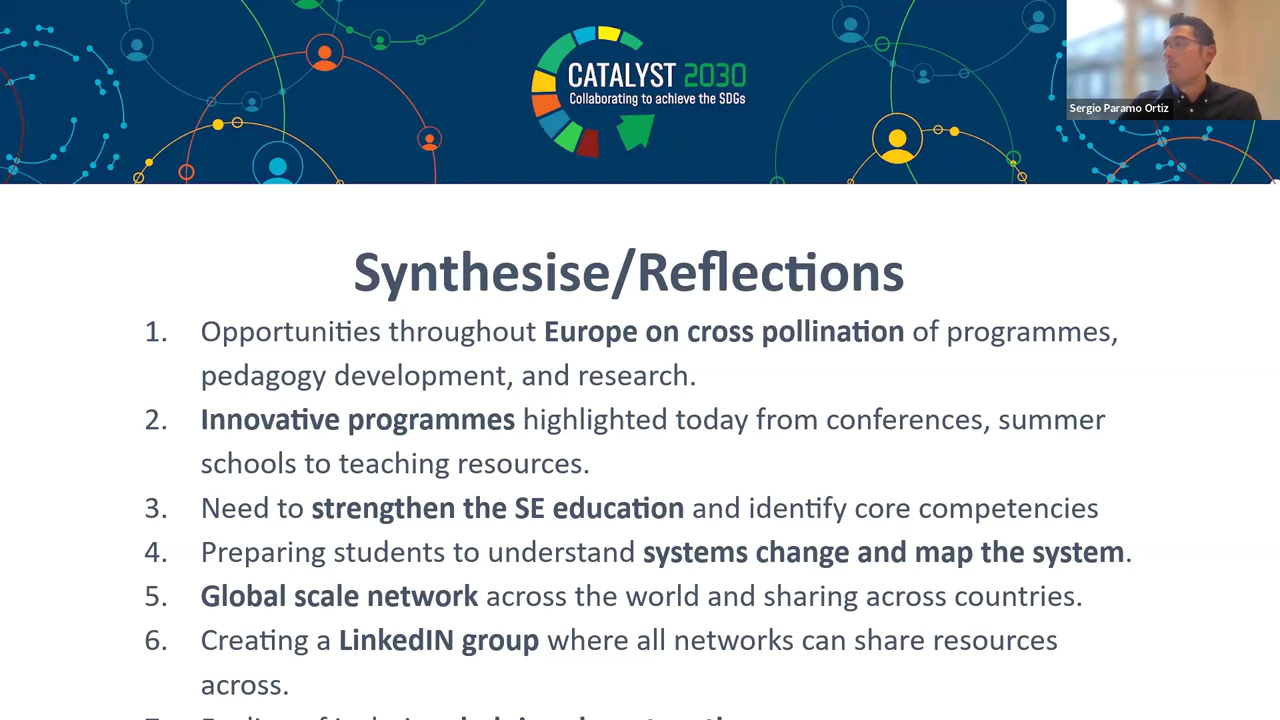 CATALYST 2030
Collaborating to achieve the SDGs
Sergio Paramo Ortiz
Synthesise/Reflections
1. Opportunities throughout Europe on cross pollination of programmes,
pedagogy development, and research.
2. Innovative programmes highlighted today from conferences, summer
schools to teaching resources.
3. Need to strengthen the SE education and identify core competencies
4. Preparing students to understand systems change and map the system.
5. Global scale network across the world and sharing across countries.
6. Creating a LinkedIN group where all networks can share resources
across.